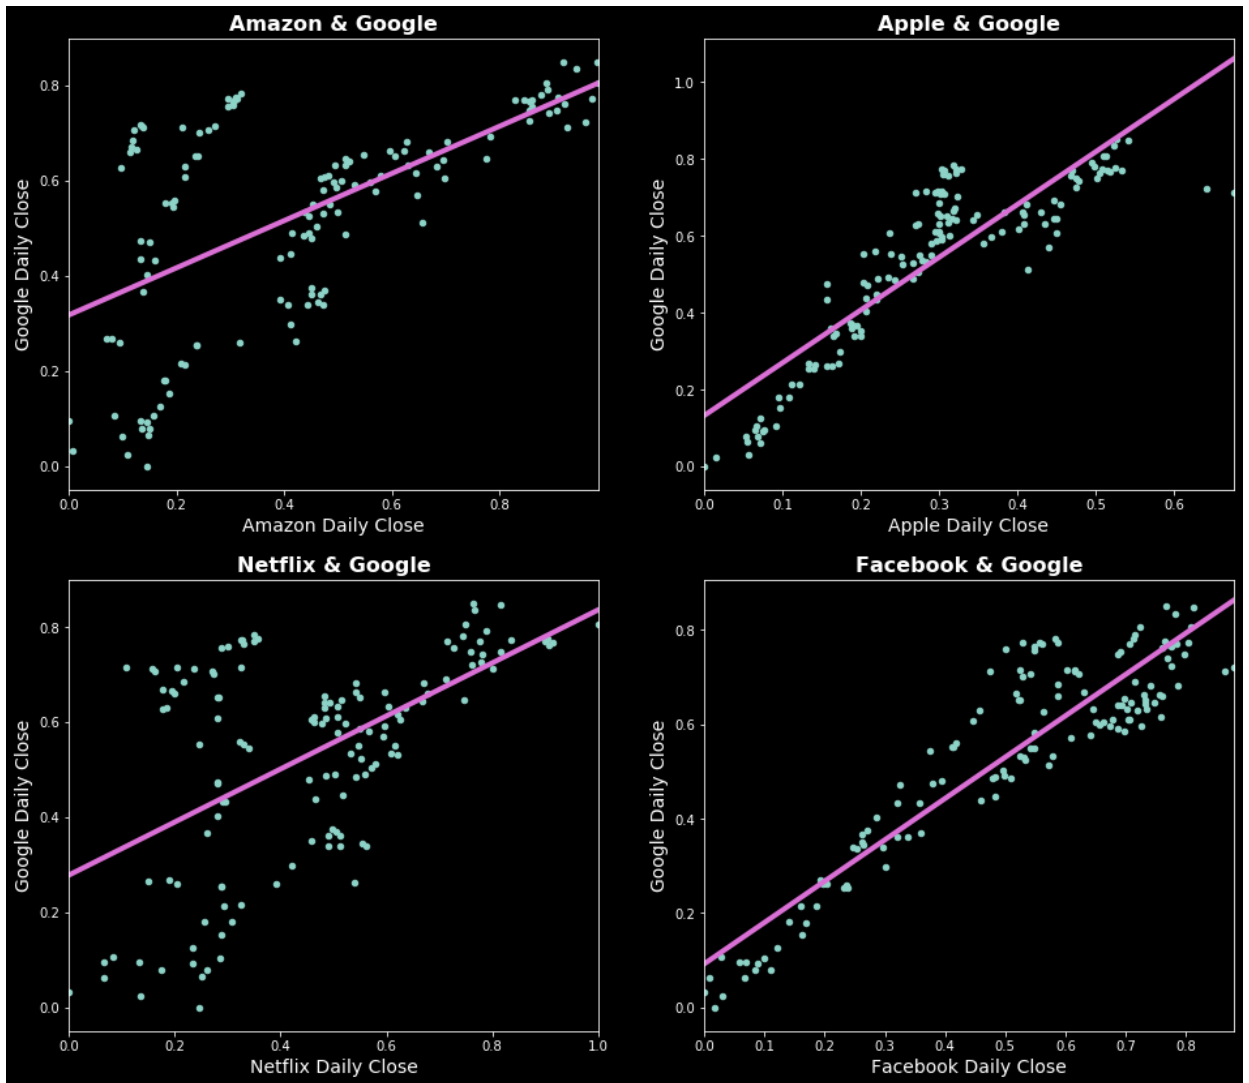 Amazon & Google
Google Daily Close
0.8
0.6
0.4
0.2
0.0
0.0 0.2 0.4 0.6 0.8
Amazon Daily Close
Apple & Google
Google Daily Close
1.0
0.8
0.6
0.4
0.2
0.0
0.0 0.1 0.2 0.3 0.4 0.5 0.6
Apple Daily Close
Netflix & Google
Google Daily Close
0.8
0.6
0.4
0.2
0.0
0.0 0.2 0.4 0.6 0.8 1.0
Netflix Daily Close
Facebook & Google
Google Daily Close
0.8
0.6
0.4
0.2
0.0
0.0 0.1 0.2 0.3 0.4 0.5 0.6 0.7 0.8
Facebook Daily Close